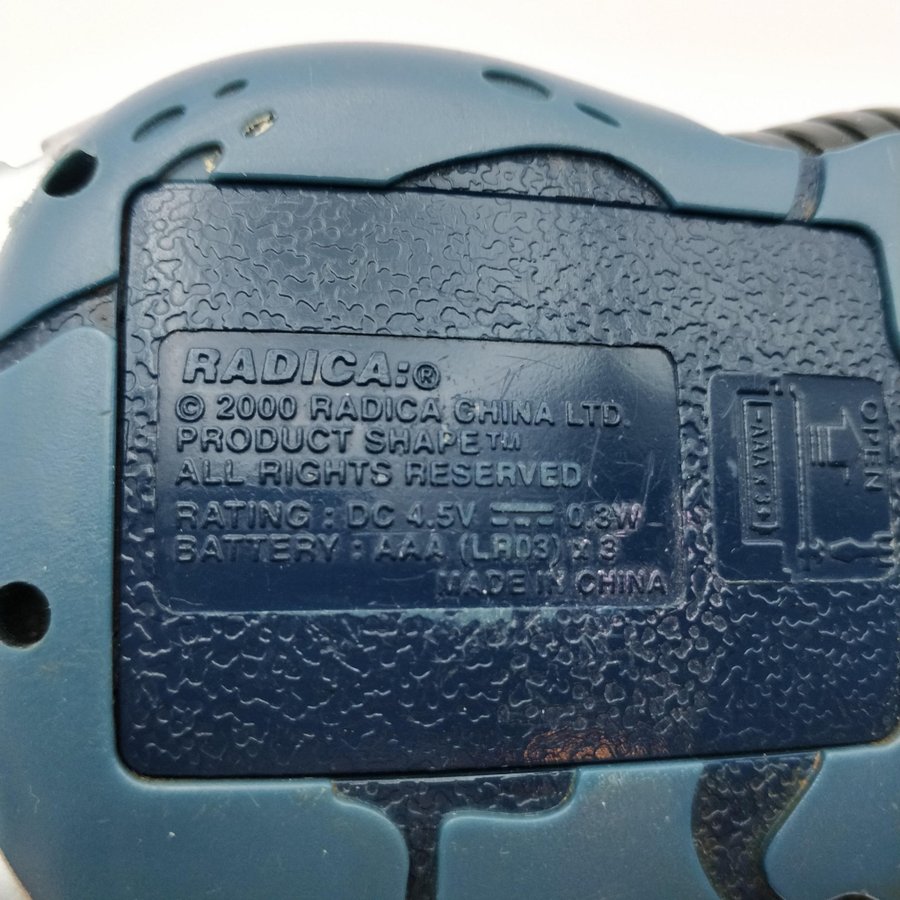 RADICA:®
© 2000 RADICA CHINA LTD.
PRODUCT SHAPE™
ALL RIGHTS RESERVED
RATING : DC 4.5V ⎓ 0.3W
BATTERY : AAA (LR03) x 3
MADE IN CHINA
OPEN
-AAA x 3+